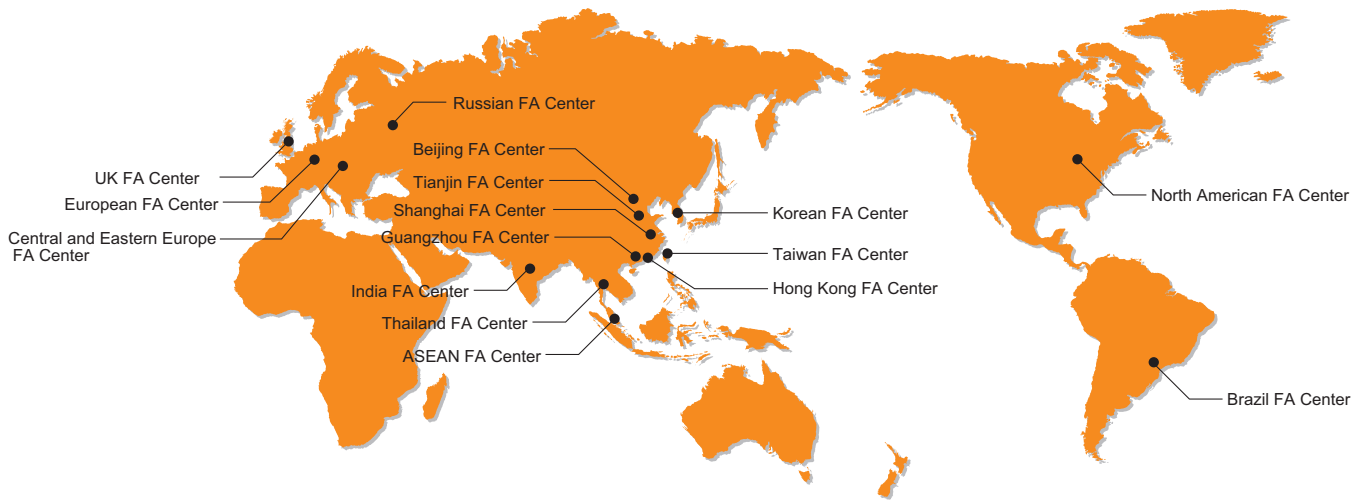 Russian FA Center
Beijing FA Center
UK FA Center
Tianjin FA Center
North American FA Center
European FA Center
Shanghai FA Center
Korean FA Center
Central and Eastern Europe
FA Center
Guangzhou FA Center
Taiwan FA Center
India FA Center
Hong Kong FA Center
Thailand FA Center
ASEAN FA Center
Brazil FA Center